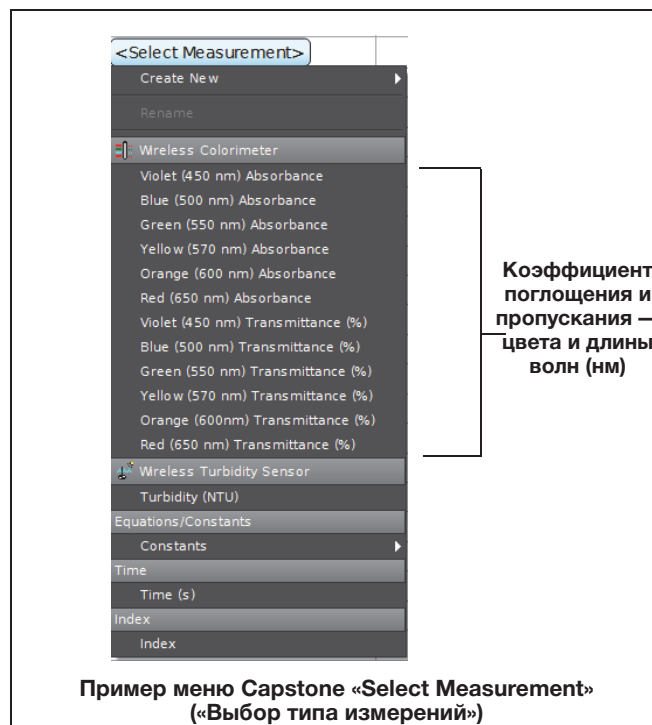 <Select Measurement>
Create New
Rename
Wireless Colorimeter
Violet (450 nm) Absorbance
Blue (500 nm) Absorbance
Green (550 nm) Absorbance
Yellow (570 nm) Absorbance
Orange (600 nm) Absorbance
Red (650 nm) Absorbance
Violet (450 nm) Transmittance (%)
Blue (500 nm) Transmittance (%)
Green (550 nm) Transmittance (%)
Yellow (570 nm) Transmittance (%)
Orange (600nm) Transmittance (%)
Red (650 nm) Transmittance (%)
Wireless Turbidity Sensor
Turbidity (NTU)
Equations/Constants
Constants
Time
Time (s)
Index
Index
Коэффициент
поглощения и
пропускания —
цвета и длины
волн (нм)
Пример меню Capstone «Select Measurement»
(«Выбор типа измерений»)